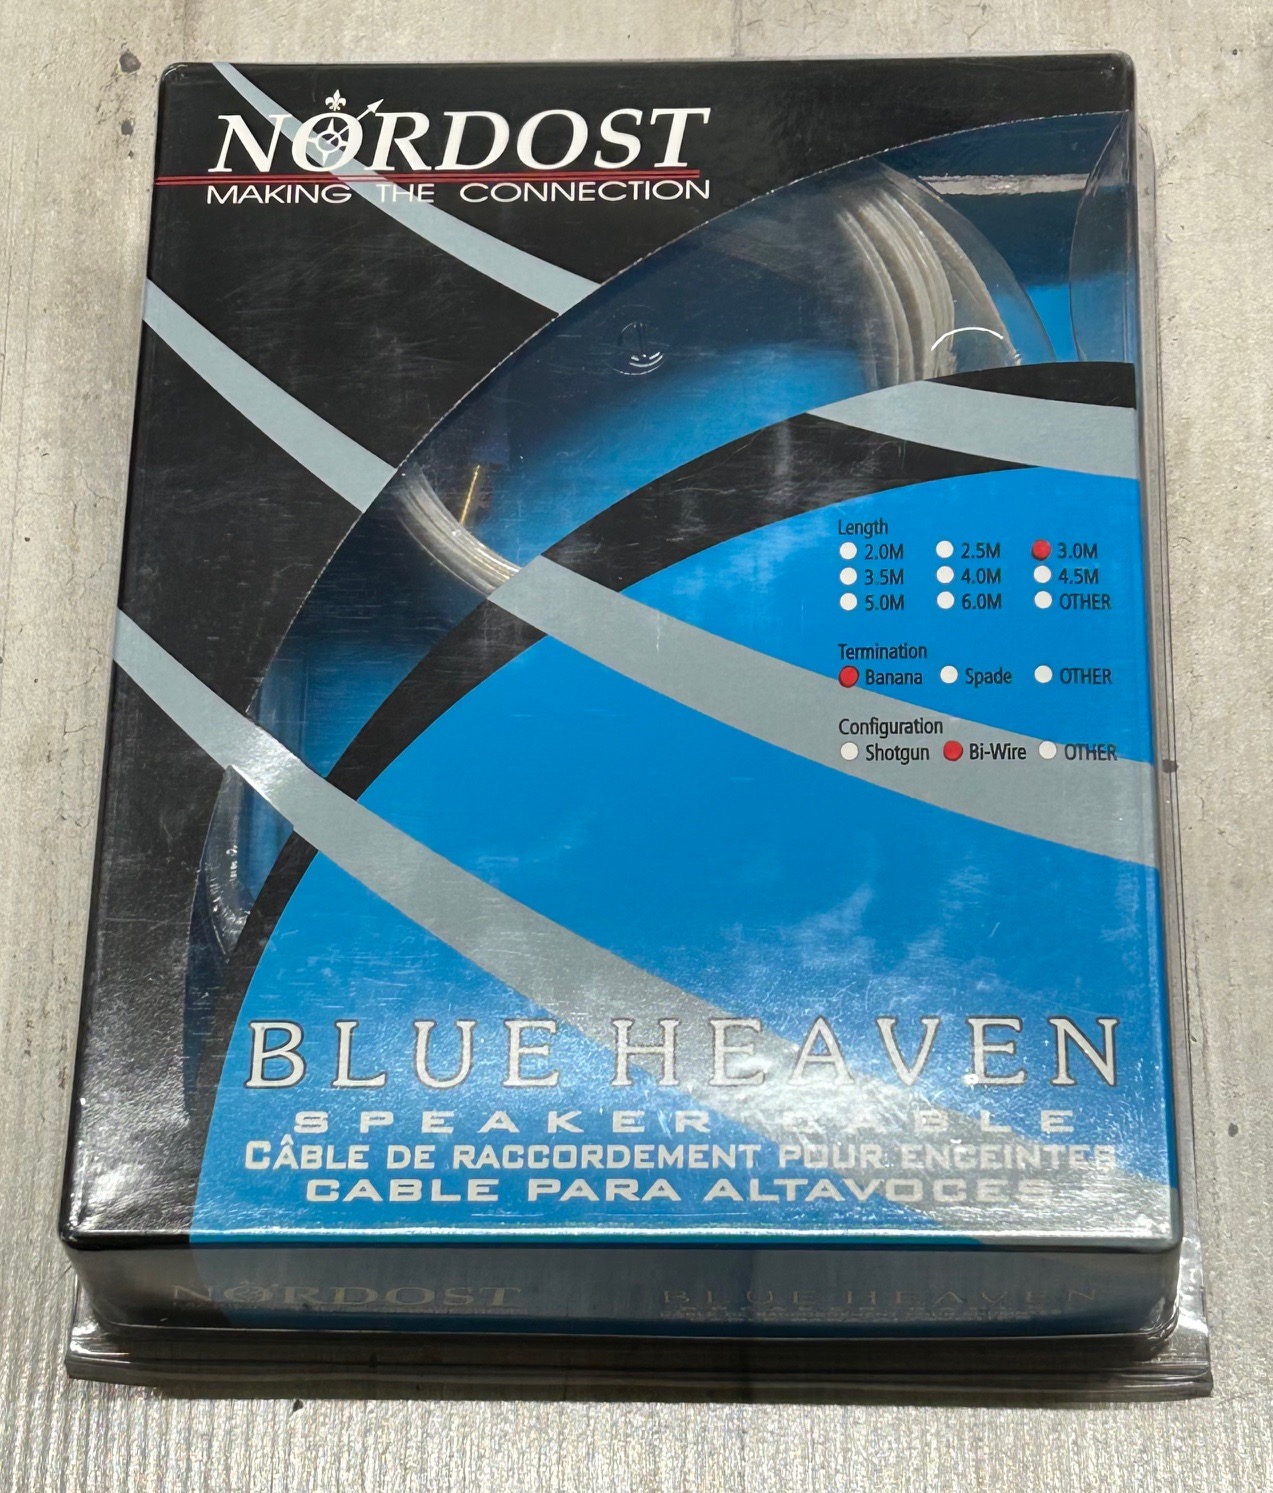 NORDOST
MAKING THE CONNECTION
Length
2.0M 2.5M 3.0M
3.5M 4.0M 4.5M
5.0M 6.0M OTHER
Termination
Banana Spade OTHER
Configuration
Shotgun Bi-Wire OTHER
BLUE HEAVEN
SPEAKER CABLE
CÂBLE DE RACCORDEMENT POUR ENCEINTES
CABLE PARA ALTAVOCES
NORDOST BLUE HEAVEN